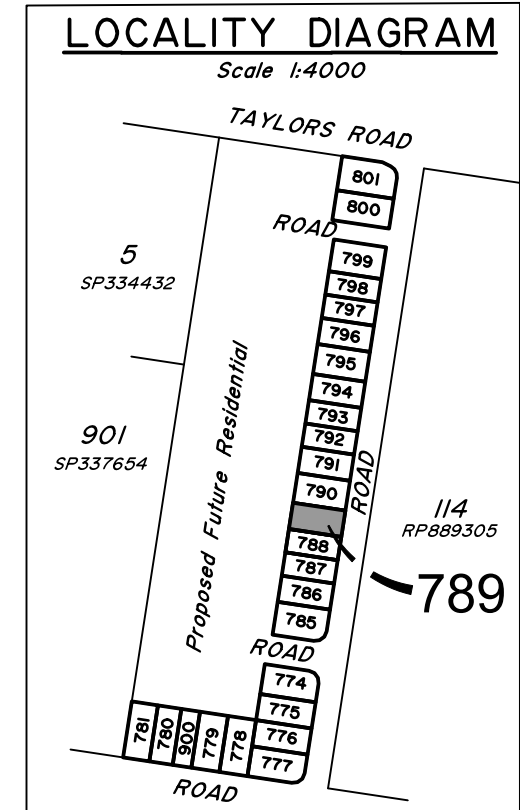 LOCALITY DIAGRAM
Scale 1:4000
TAYLORS ROAD
801
800
ROAD
5
SP334432
799
798
797
796
795
794
793
792
791
790
ROAD
Proposed Future Residential
901
SP337654
114
RP889305
788
787
786
785
789
ROAD
774
775
776
777
781
780
900
779
778
ROAD